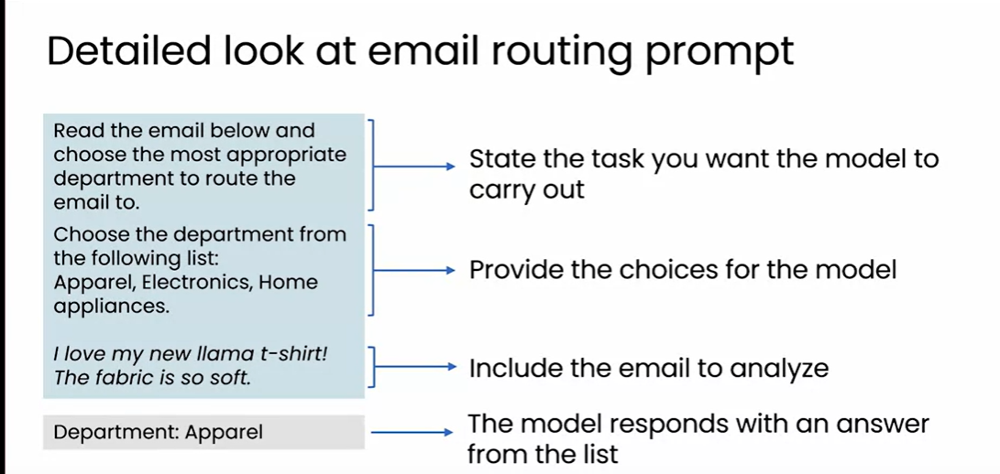 Detailed look at email routing prompt
Read the email below and
choose the most appropriate
department to route the
email to.
State the task you want the model to
carry out
Choose the department from
the following list:
Apparel, Electronics, Home
appliances.
Provide the choices for the model
I love my new llama t-shirt!
The fabric is so soft.
Include the email to analyze
Department: Apparel
The model responds with an answer
from the list